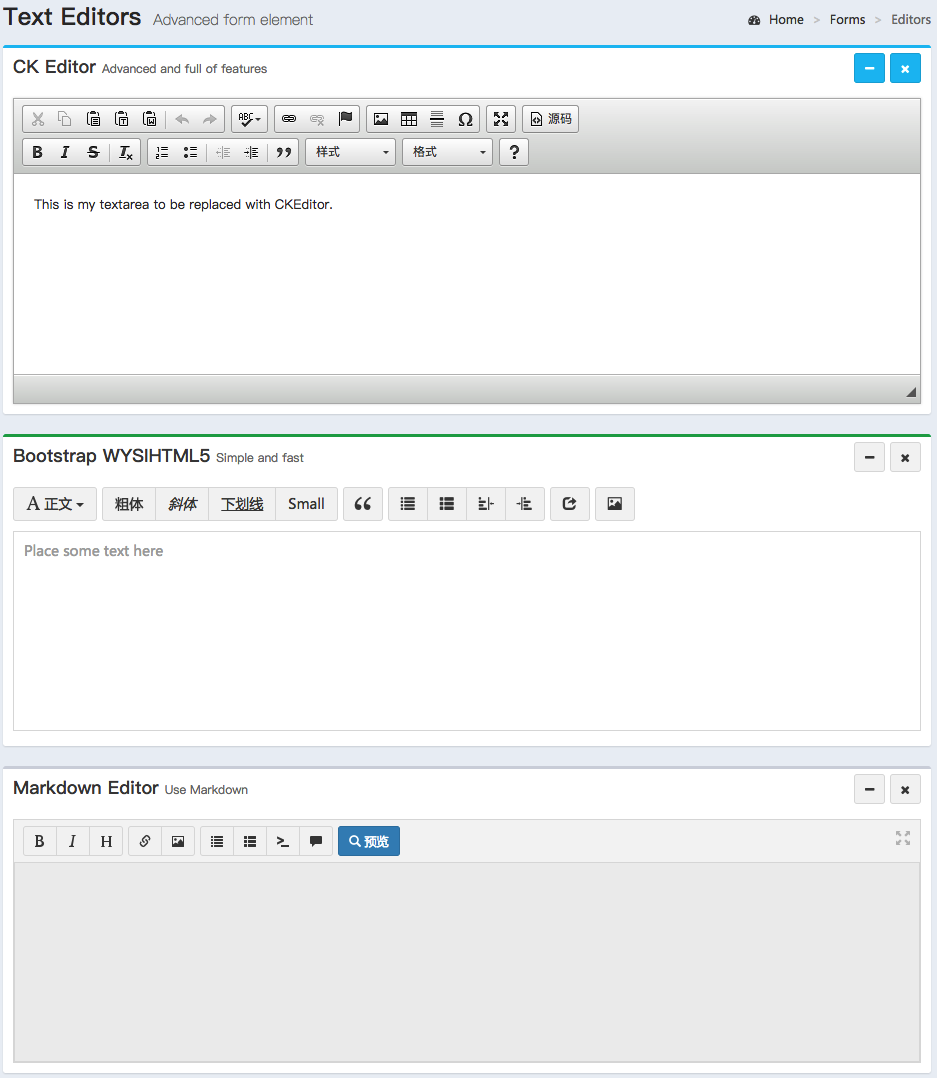 Text Editors Advanced form element
Home > Forms > Editors
CK Editor Advanced and full of features
ABC
源码
B I S Tx
样式 格式 ?
This is my textarea to be replaced with CKEditor.
Bootstrap WYSIHTML5 Simple and fast
A 正文 粗体 斜体 下划线 Small
Place some text here
Markdown Editor Use Markdown
B I H 预览